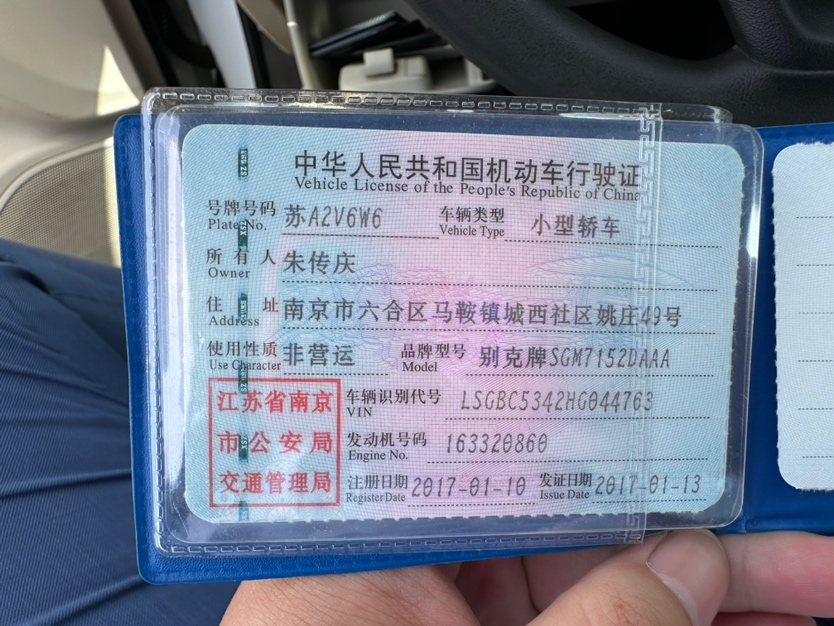 中华人民共和国机动车行驶证
Vehicle License of the People's Republic of China
号牌号码 苏A2V6W6 车辆类型 小型轿车
Plate No. Vehicle Type
所有人 朱传庆
Owner
住址 南京市六合区马鞍镇城西社区姚庄49号
Address
使用性质 非营运 品牌型号 别克牌SGM7152DAAA
Use Character Model
江苏省南京 车辆识别代号 LSGBC5342HG044763
VIN
市公安局 发动机号码 163320860
Engine No.
交通管理局 注册日期 2017-01-10 发证日期 2017-01-13
Register Date Issue Date